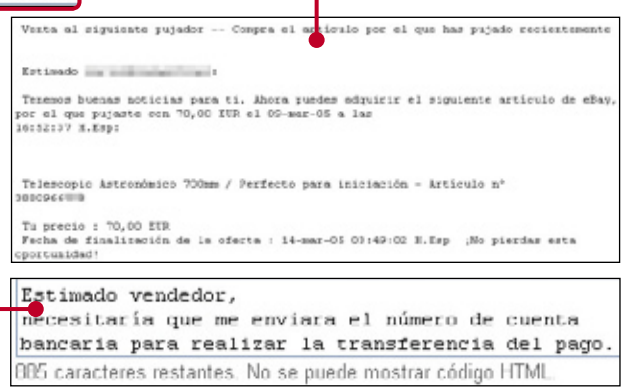 Venta al siguiente pujador -- Compra el artículo por el que has pujado recientemente
Estimado :
Tenemos buenas noticias para ti. Ahora puedes adquirir el siguiente artículo de eBay,
por el que pujaste con 70,00 EUR el 09-mar-05 a las
16:52:37 H.Esp:
Telescopio Astronómico 700mm / Perfecto para iniciación - Artículo nº
Tu precio : 70,00 EUR
Fecha de finalización de la oferta : 14-mar-05 03:49:02 H.Esp ¡No pierdas esta
oportunidad!
Estimado vendedor,
necesitaría que me enviara el número de cuenta
bancaria para realizar la transferencia del pago.
885 caracteres restantes. No se puede mostrar código HTML.